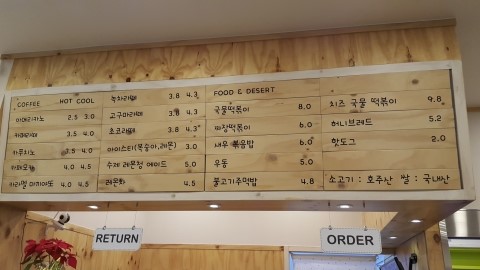 COFFEE HOT COOL
아메리카노 2.5 3.0
카페라떼 3.5 4.0
카푸치노 3.5 4.0
카페모카 4.0 4.5
카라멜 마끼아또 4.0 4.5
녹차라떼 3.8 4.3
고구마라떼 3.8 4.3
초코라떼 3.8 4.3
아이스티(복숭아,레몬) 3.0
수제 레몬청 에이드 5.0
레몬차 4.5
FOOD & DESERT
국물떡볶이 8.0
짜장떡볶이 6.0
새우 볶음밥 6.0
우동 5.0
불고기주먹밥 4.8
치즈 국물 떡볶이 9.8
허니브레드 5.2
핫도그 2.0
소고기 : 호주산 쌀 : 국내산
RETURN
ORDER